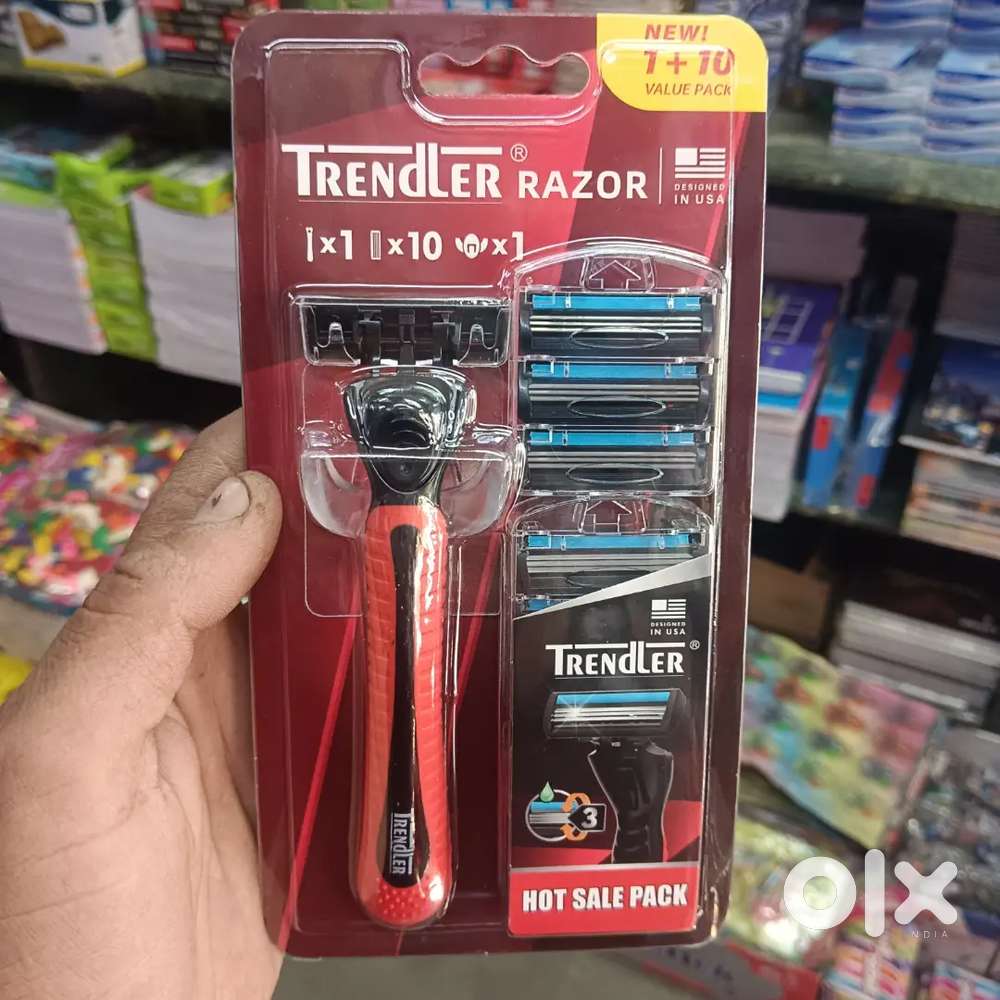 NEW!
1+10
VALUE PACK
TRENDLER® RAZOR
DESIGNED
IN USA
x1 x10 x1
DESIGNED
IN USA
TRENDLER®
3
TRENDLER
HOT SALE PACK
olx
INDIA